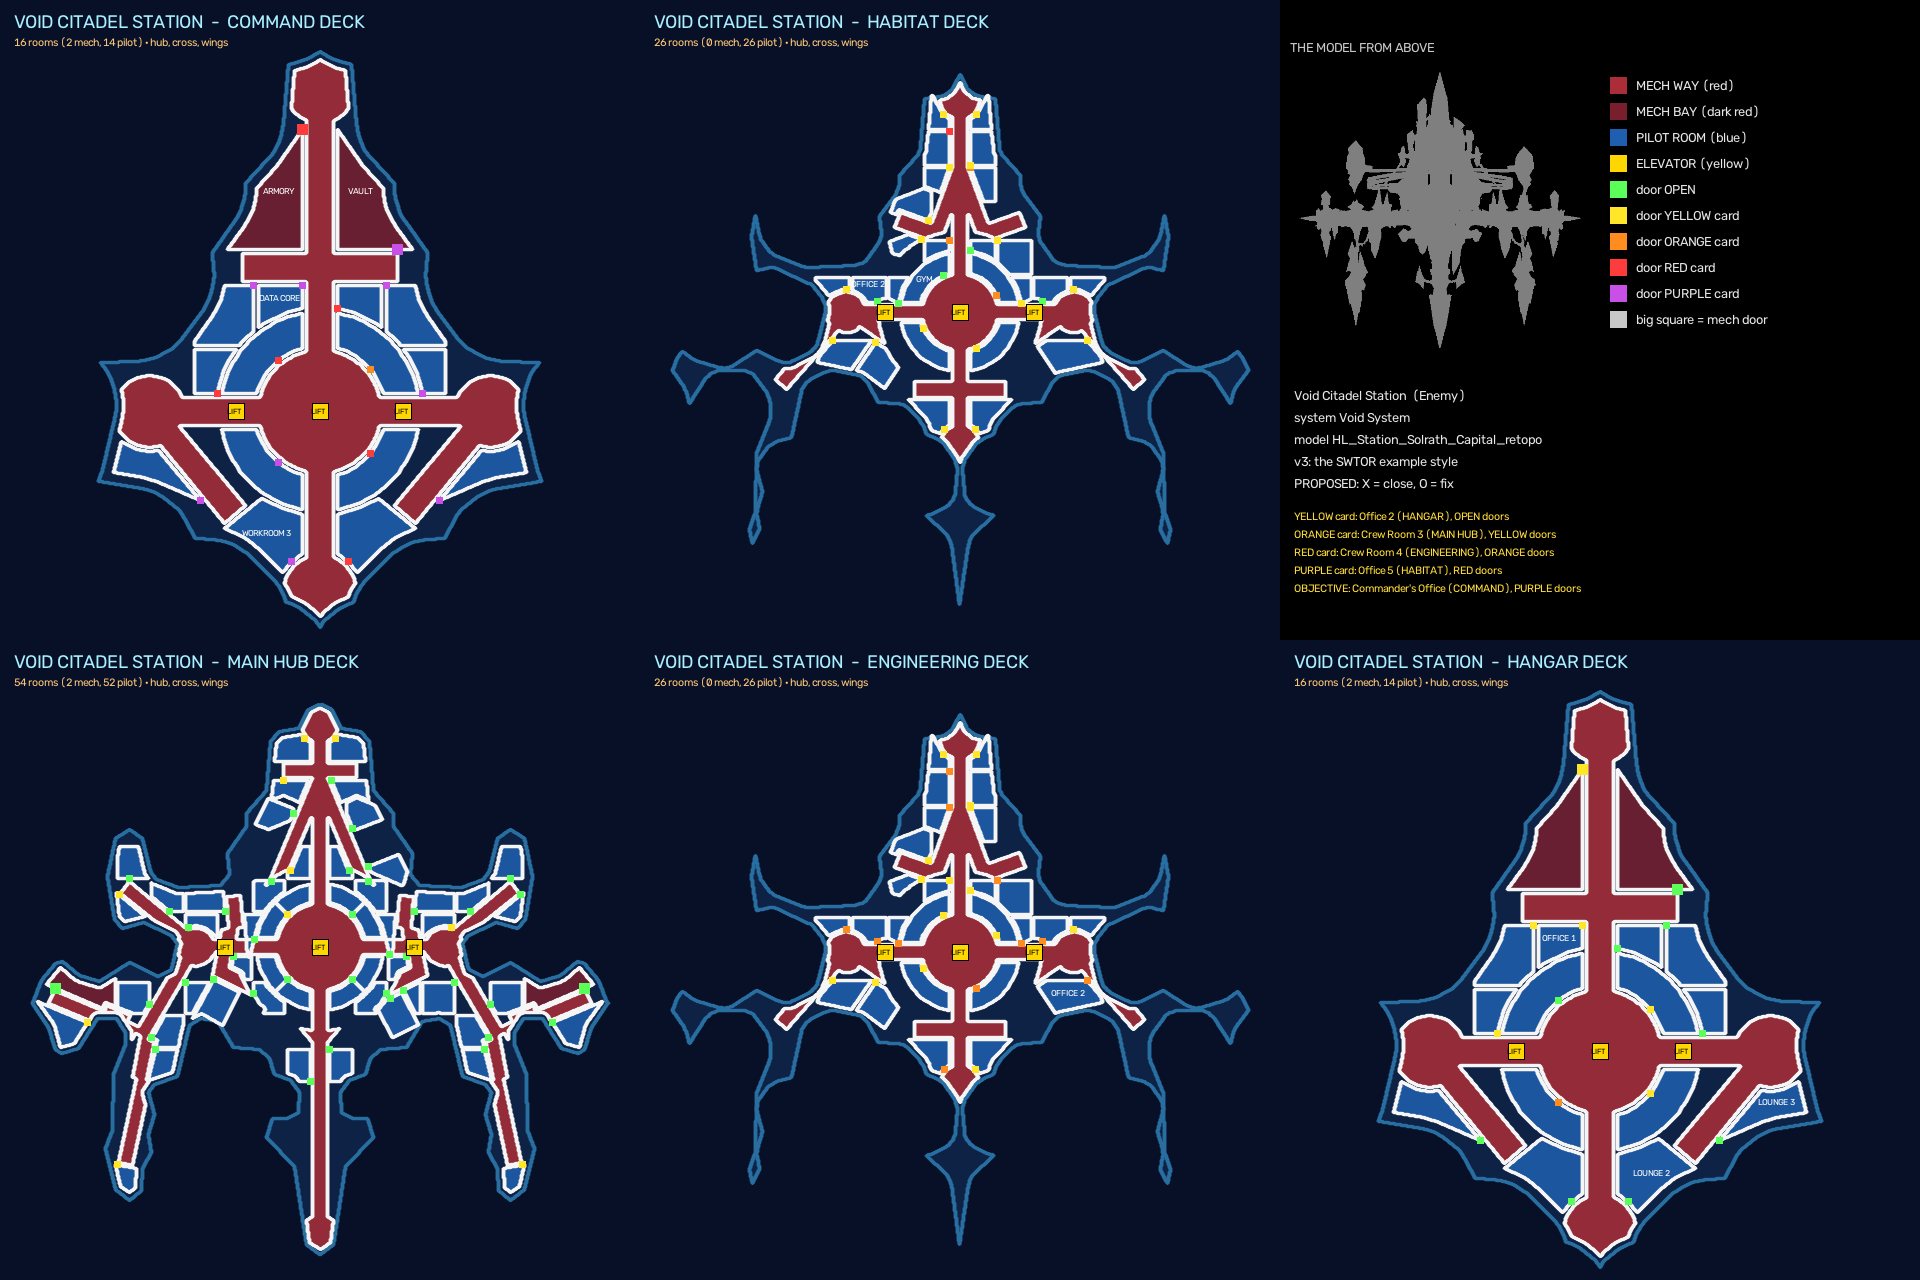 VOID CITADEL STATION - COMMAND DECK
16 rooms (2 mech, 14 pilot) • hub, cross, wings
ARMORY
VAULT
DATA CORE
LIFT
LIFT
LIFT
WORKROOM 3
VOID CITADEL STATION - HABITAT DECK
26 rooms (0 mech, 26 pilot) • hub, cross, wings
GYM
OFFICE 2
LIFT
LIFT
LIFT
THE MODEL FROM ABOVE
MECH WAY (red)
MECH BAY (dark red)
PILOT ROOM (blue)
ELEVATOR (yellow)
door OPEN
door YELLOW card
door ORANGE card
door RED card
door PURPLE card
big square = mech door
Void Citadel Station (Enemy)
system Void System
model HL_Station_Solrath_Capital_retopo
v3: the SWTOR example style
PROPOSED: X = close, O = fix
YELLOW card: Office 2 (HANGAR), OPEN doors
ORANGE card: Crew Room 3 (MAIN HUB), YELLOW doors
RED card: Crew Room 4 (ENGINEERING), ORANGE doors
PURPLE card: Office 5 (HABITAT), RED doors
OBJECTIVE: Commander's Office (COMMAND), PURPLE doors
VOID CITADEL STATION - MAIN HUB DECK
54 rooms (2 mech, 52 pilot) • hub, cross, wings
LIFT
LIFT
LIFT
VOID CITADEL STATION - ENGINEERING DECK
26 rooms (0 mech, 26 pilot) • hub, cross, wings
LIFT
LIFT
LIFT
OFFICE 2
VOID CITADEL STATION - HANGAR DECK
16 rooms (2 mech, 14 pilot) • hub, cross, wings
OFFICE 1
LIFT
LIFT
LIFT
LOUNGE 3
LOUNGE 2